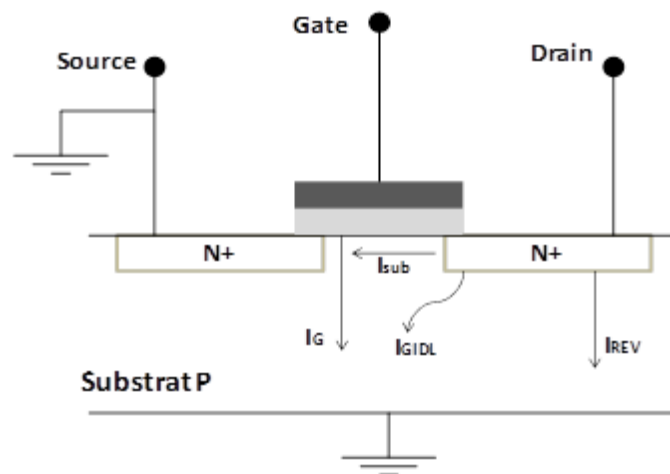 Gate
Source
Drain
N+
N+
Isub
IG
IGIDL
IREV
Substrat P